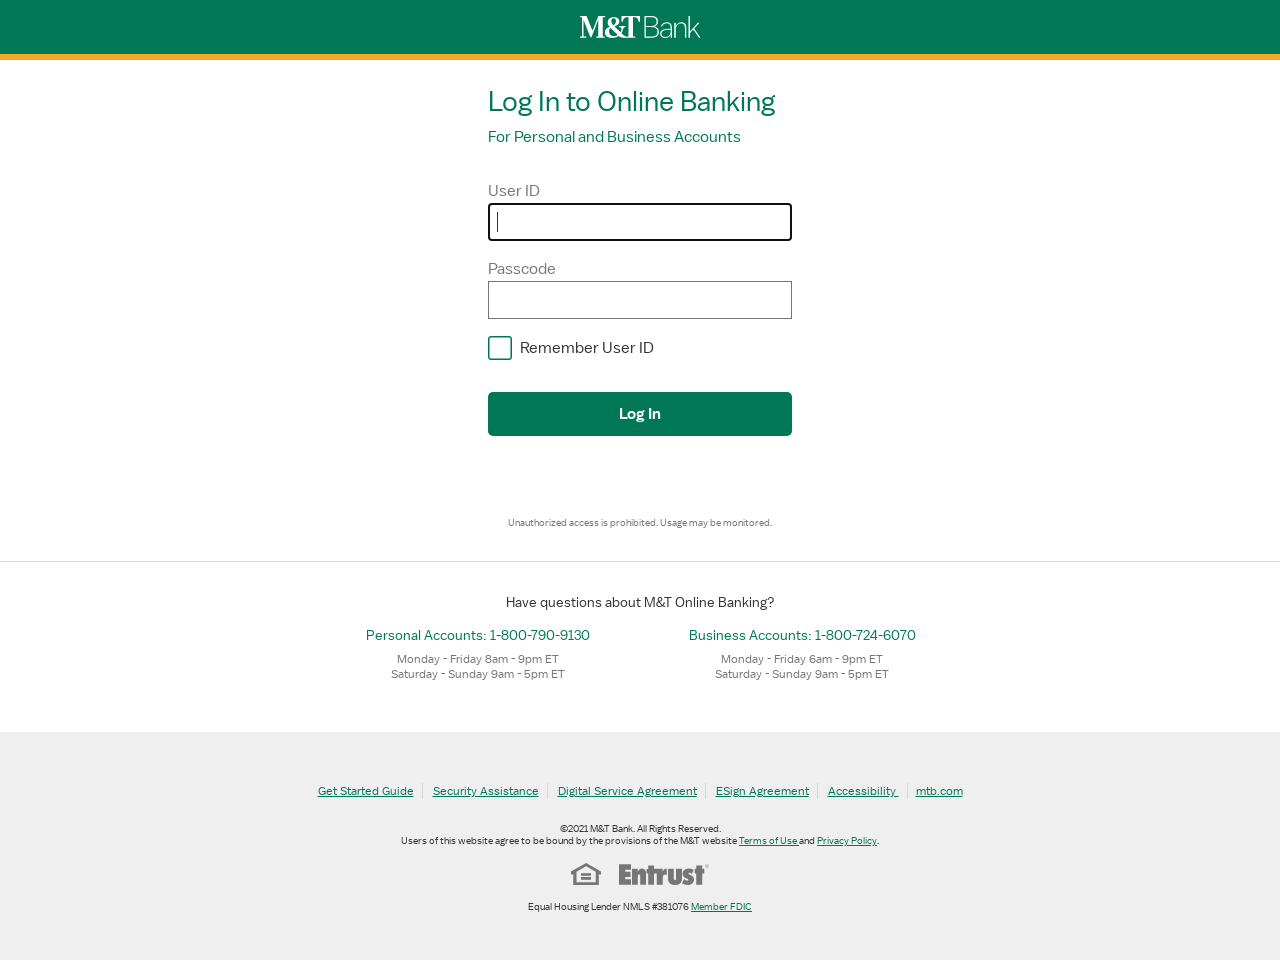 M&T Bank
Log In to Online Banking
For Personal and Business Accounts
User ID
Passcode
Remember User ID
Log In
Unauthorized access is prohibited. Usage may be monitored.
Have questions about M&T Online Banking?
Personal Accounts: 1-800-790-9130
Monday - Friday 8am - 9pm ET
Saturday - Sunday 9am - 5pm ET
Business Accounts: 1-800-724-6070
Monday - Friday 6am - 9pm ET
Saturday - Sunday 9am - 5pm ET
Get Started Guide Security Assistance Digital Service Agreement ESign Agreement Accessibility mtb.com
©2021 M&T Bank. All Rights Reserved.
Users of this website agree to be bound by the provisions of the M&T website Terms of Use and Privacy Policy.
Entrust®
Equal Housing Lender NMLS #381076 Member FDIC